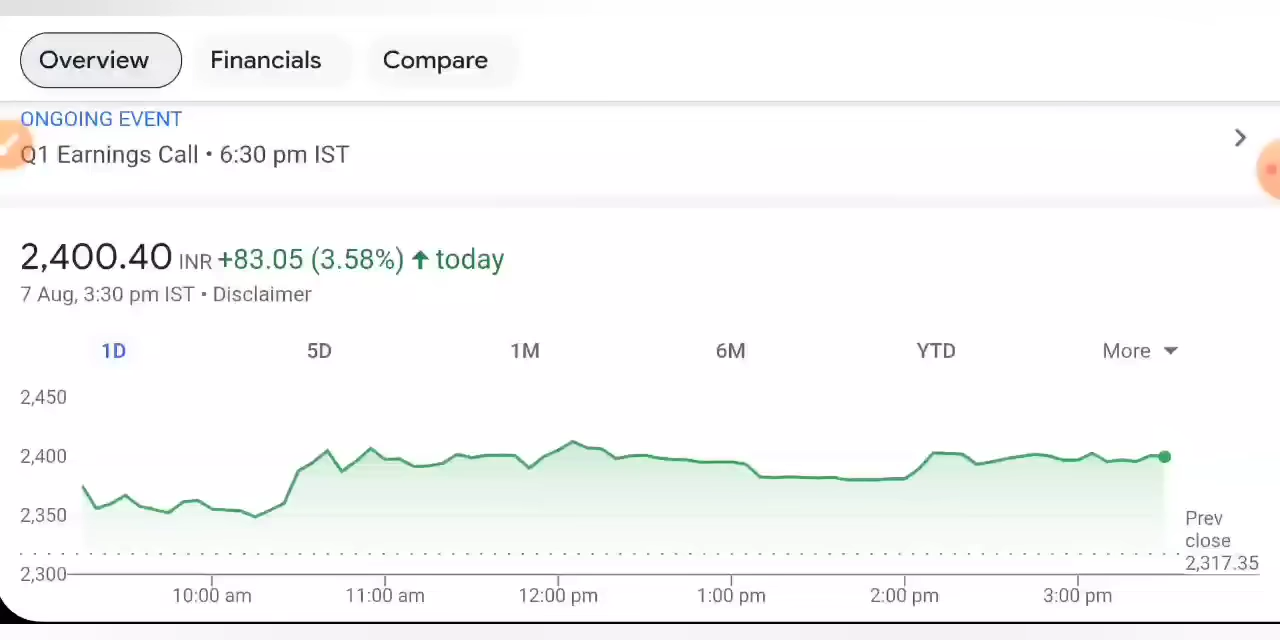 Overview Financials Compare
ONGOING EVENT
Q1 Earnings Call • 6:30 pm IST
2,400.40 INR +83.05 (3.58%) ↑ today
7 Aug, 3:30 pm IST • Disclaimer
1D 5D 1M 6M YTD More
2,450
2,400
2,350
2,300
Prev
close
2,317.35
10:00 am 11:00 am 12:00 pm 1:00 pm 2:00 pm 3:00 pm